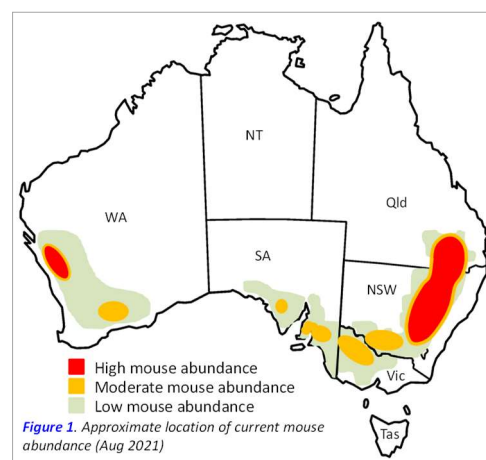 NT
Qld
WA
SA
NSW
Vic
High mouse abundance
Moderate mouse abundance
Low mouse abundance
Figure 1. Approximate location of current mouse
abundance (Aug 2021)
Tas